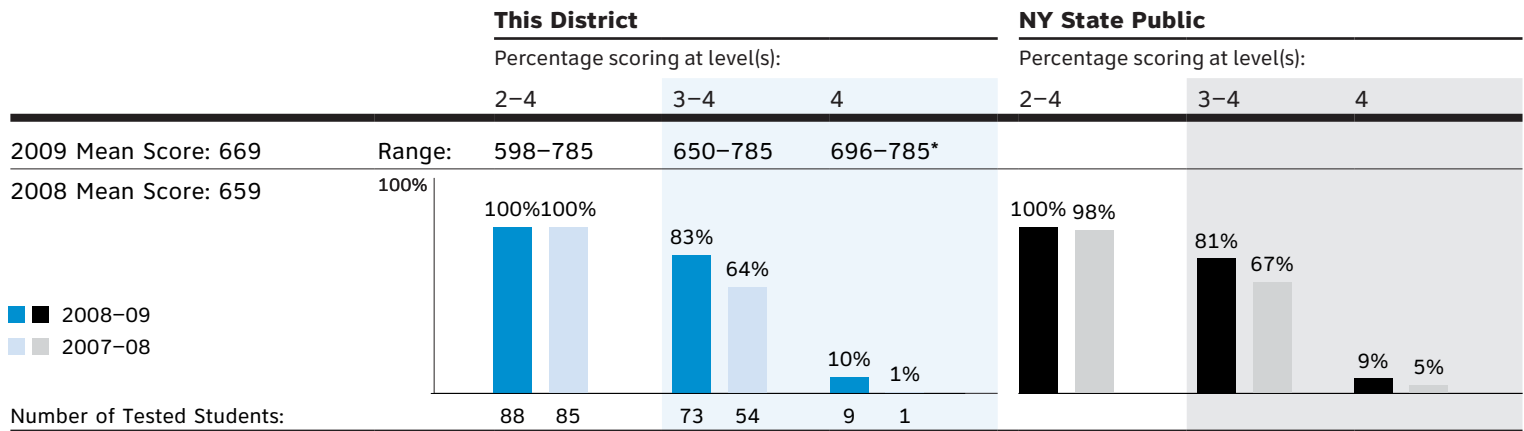 This District NY State Public
Percentage scoring at level(s): Percentage scoring at level(s):
2–4 3–4 4 2–4 3–4 4
2009 Mean Score: 669 Range: 598–785 650–785 696–785*
2008 Mean Score: 659
100%
100% 100% 83% 64% 10% 1% 100% 98% 81% 67% 9% 5%
2008–09
2007–08
Number of Tested Students: 88 85 73 54 9 1